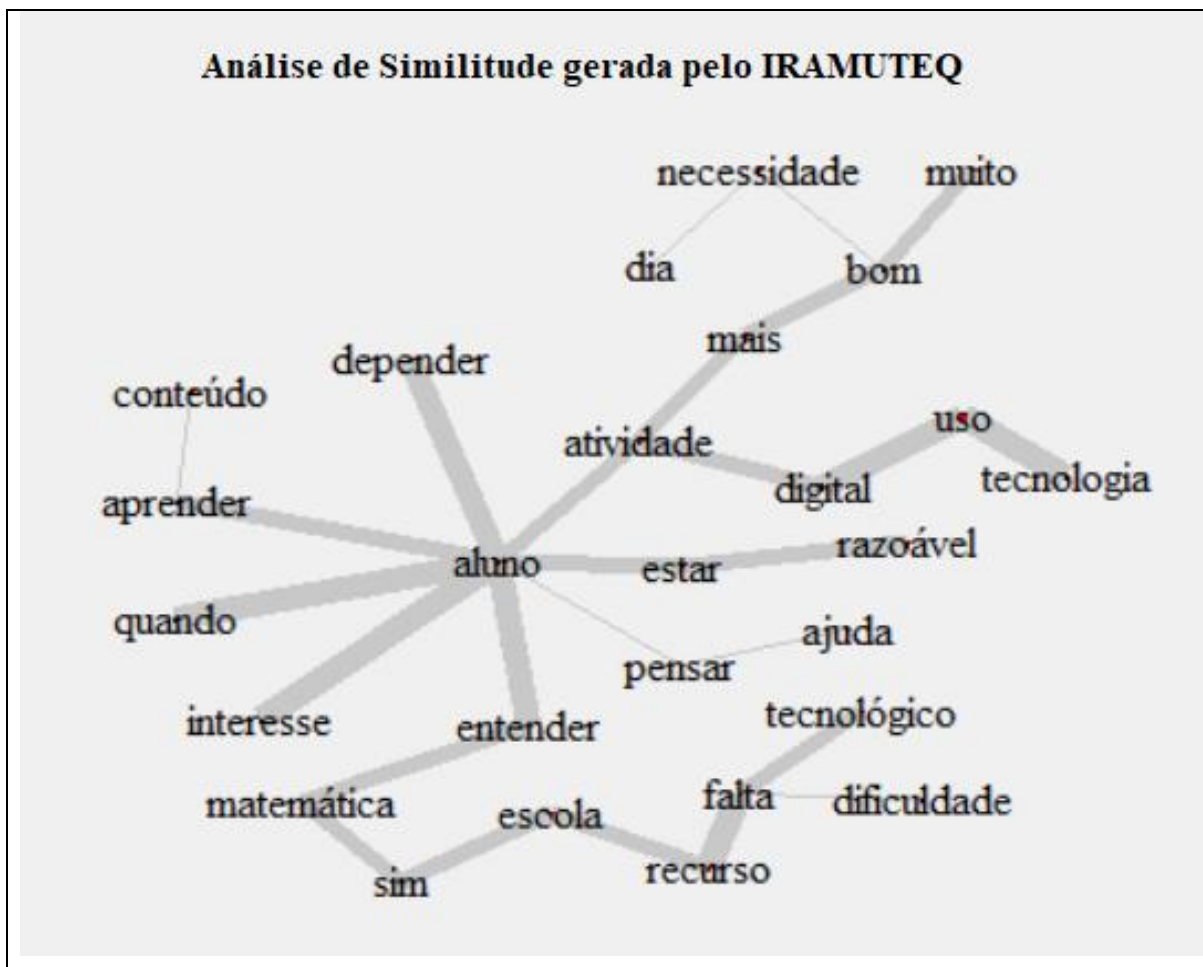 Análise de Similitude gerada pelo IRAMUTEQ
necessidade
muito
dia
bom
mais
depender
conteúdo
uso
atividade
tecnologia
digital
aprender
razoável
aluno
estar
quando
ajuda
pensar
interesse
tecnológico
entender
matemática
falta
dificuldade
escola
recurso
sim